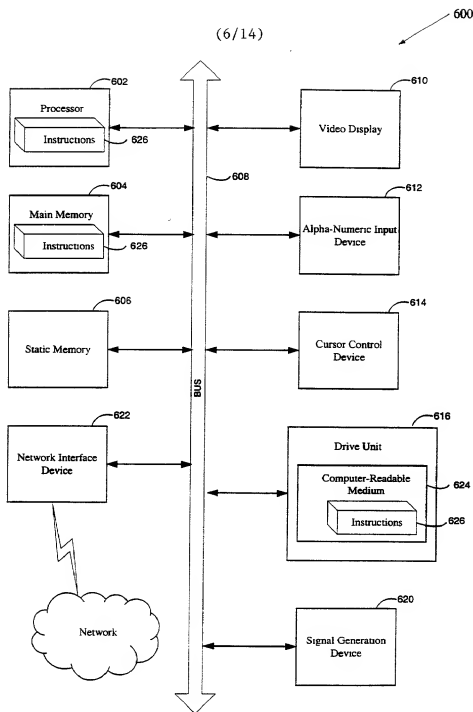 (6/14)
600
602
Processor
Instructions
626
604
Main Memory
Instructions
626
606
Static Memory
622
Network Interface
Device
Network
608
BUS
610
Video Display
612
Alpha-Numeric Input
Device
614
Cursor Control
Device
616
Drive Unit
Computer-Readable
Medium
624
Instructions
626
620
Signal Generation
Device